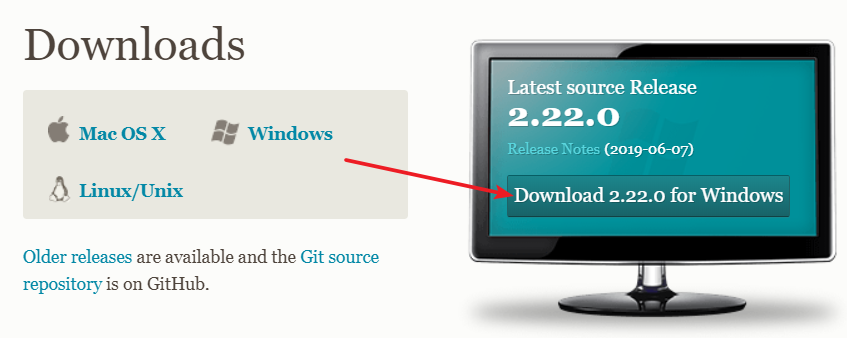 Downloads
Mac OS X
Windows
Linux/Unix
Older releases are available and the Git source
repository is on GitHub.
Latest source Release
2.22.0
Release Notes (2019-06-07)
Download 2.22.0 for Windows